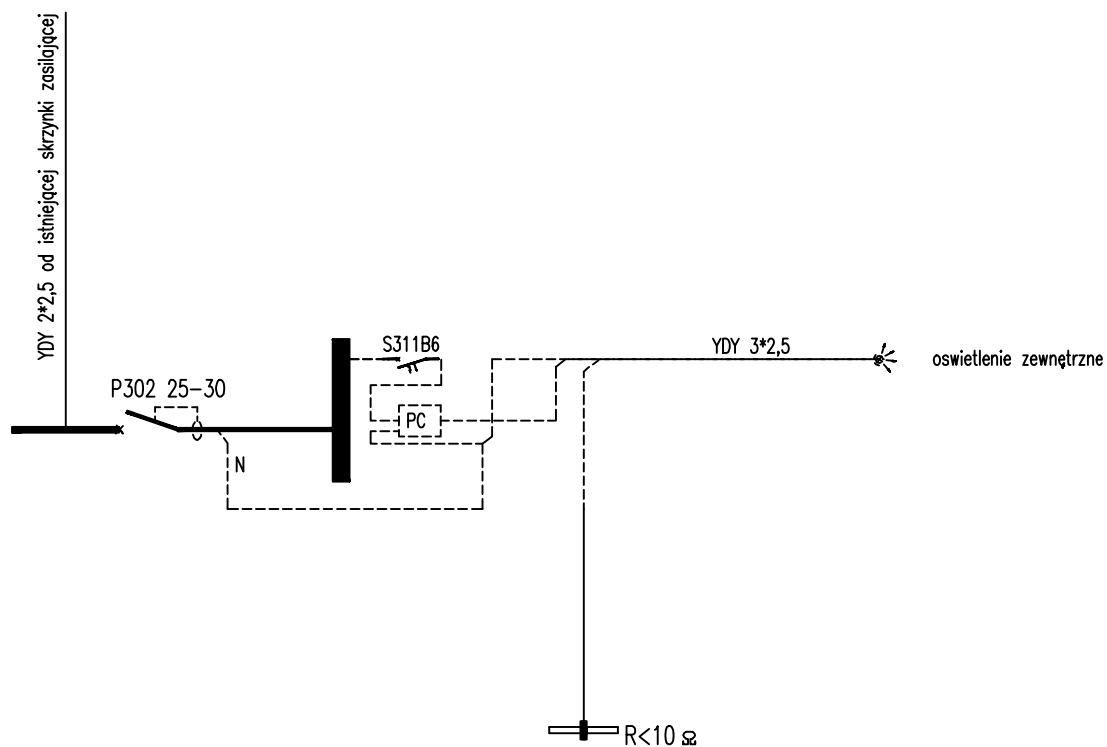 YDY 2*2,5 od istniejącej skrzynki zasilającej
S311B6
YDY 3*2,5
oswietlenie zewnętrzne
P302 25-30
PC
N
R<10 Ω